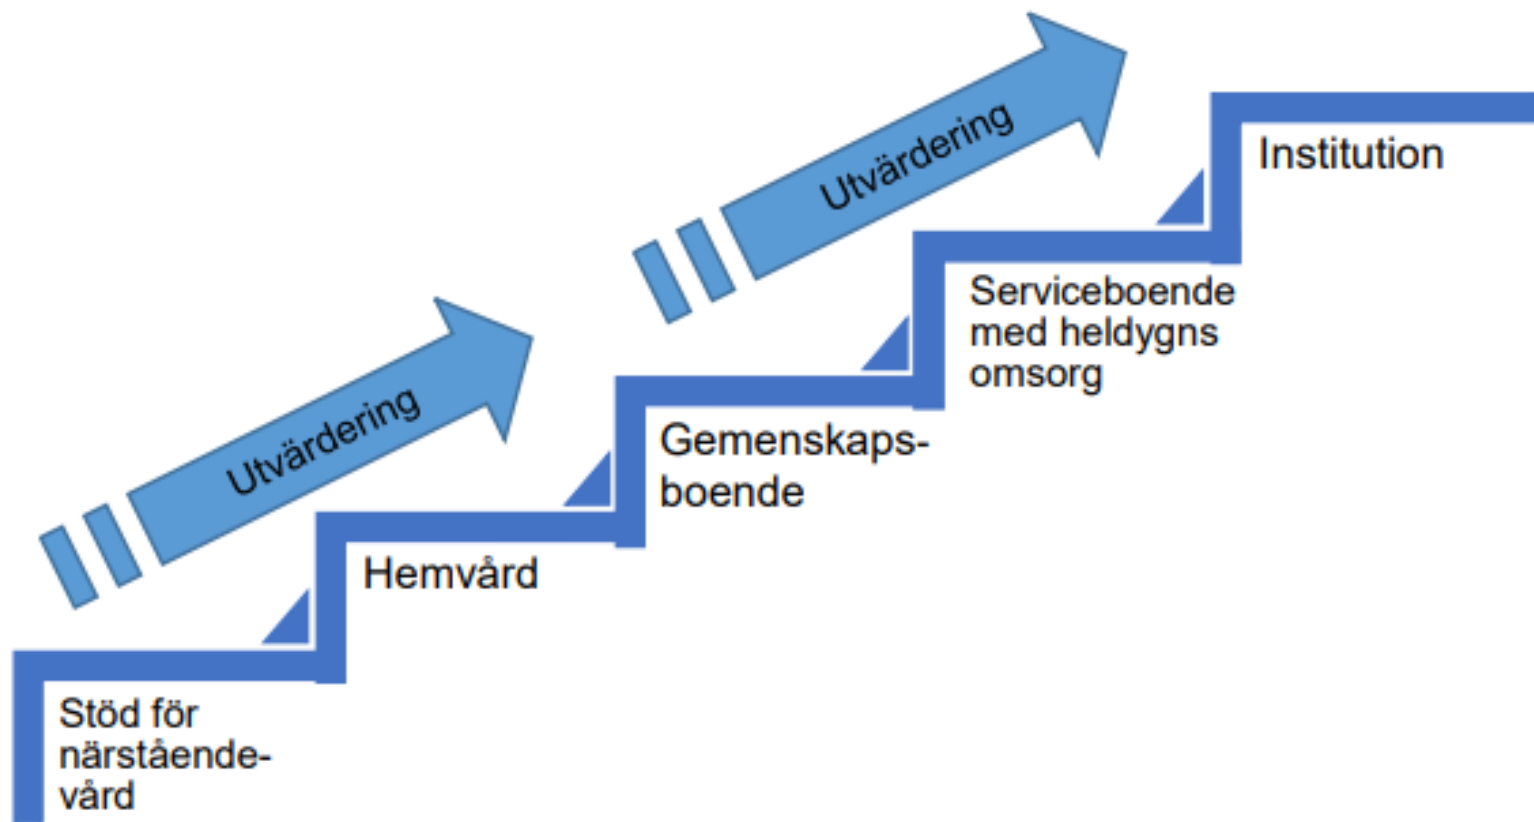 Utvärdering
Institution
Serviceboende
med heldygns
omsorg
Utvärdering
Gemenskaps-
boende
Hemvård
Stöd för
närstående-
vård